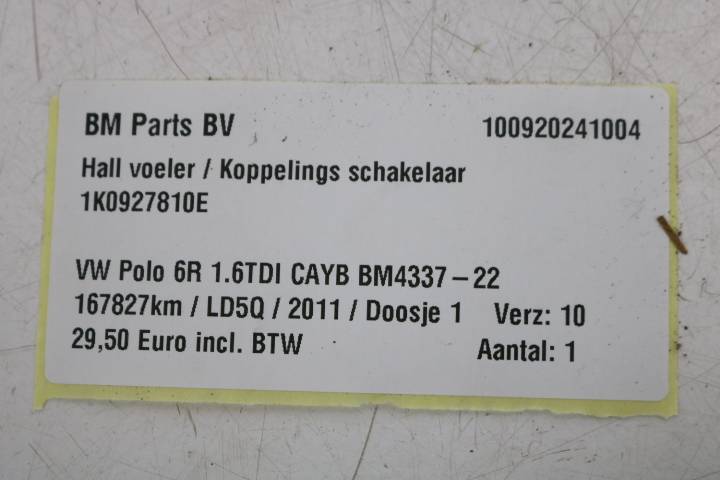 BM Parts BV 100920241004
Hall voeler / Koppelings schakelaar
1K0927810E
VW Polo 6R 1.6TDI CAYB BM4337-22
167827km / LD5Q / 2011 / Doosje 1 Verz: 10
29,50 Euro incl. BTW Aantal: 1